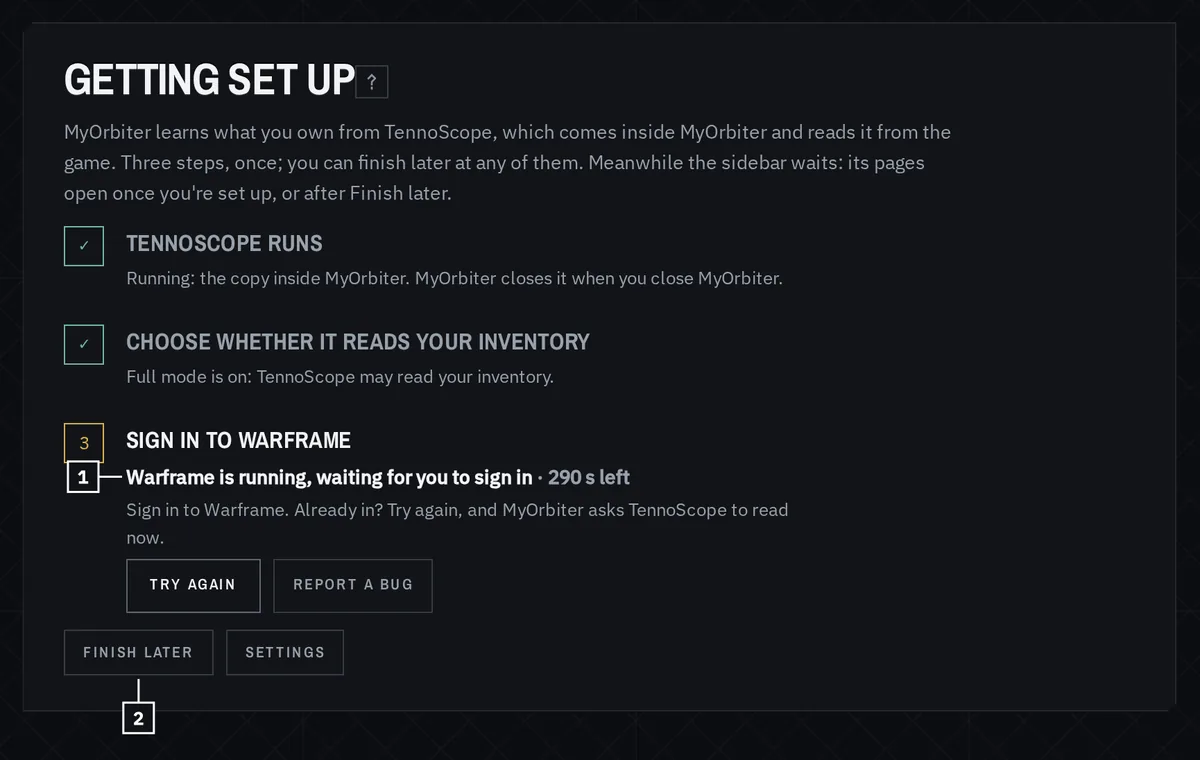 GETTING SET UP ?
MyOrbiter learns what you own from TennoScope, which comes inside MyOrbiter and reads it from the
game. Three steps, once; you can finish later at any of them. Meanwhile the sidebar waits: its pages
open once you're set up, or after Finish later.
✓ TENNOSCOPE RUNS
Running: the copy inside MyOrbiter. MyOrbiter closes it when you close MyOrbiter.
✓ CHOOSE WHETHER IT READS YOUR INVENTORY
Full mode is on: TennoScope may read your inventory.
3 SIGN IN TO WARFRAME
1 Warframe is running, waiting for you to sign in · 290 s left
Sign in to Warframe. Already in? Try again, and MyOrbiter asks TennoScope to read
now.
TRY AGAIN REPORT A BUG
FINISH LATER SETTINGS
2